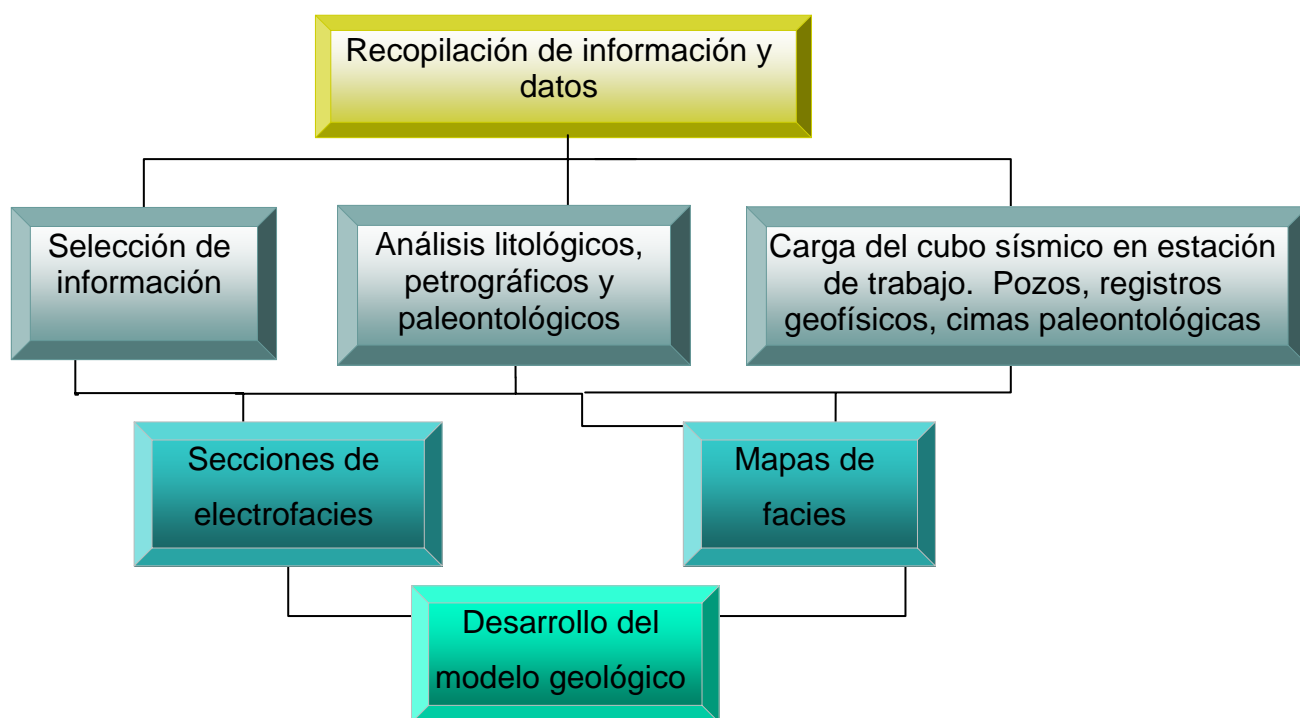 Recopilación de información y
datos
Selección de
información
Análisis litológicos,
petrográficos y
paleontológicos
Carga del cubo sísmico en estación
de trabajo.  Pozos, registros
geofísicos, cimas paleontológicas
Secciones de
electrofacies
Mapas de
facies
Desarrollo del
modelo geológico